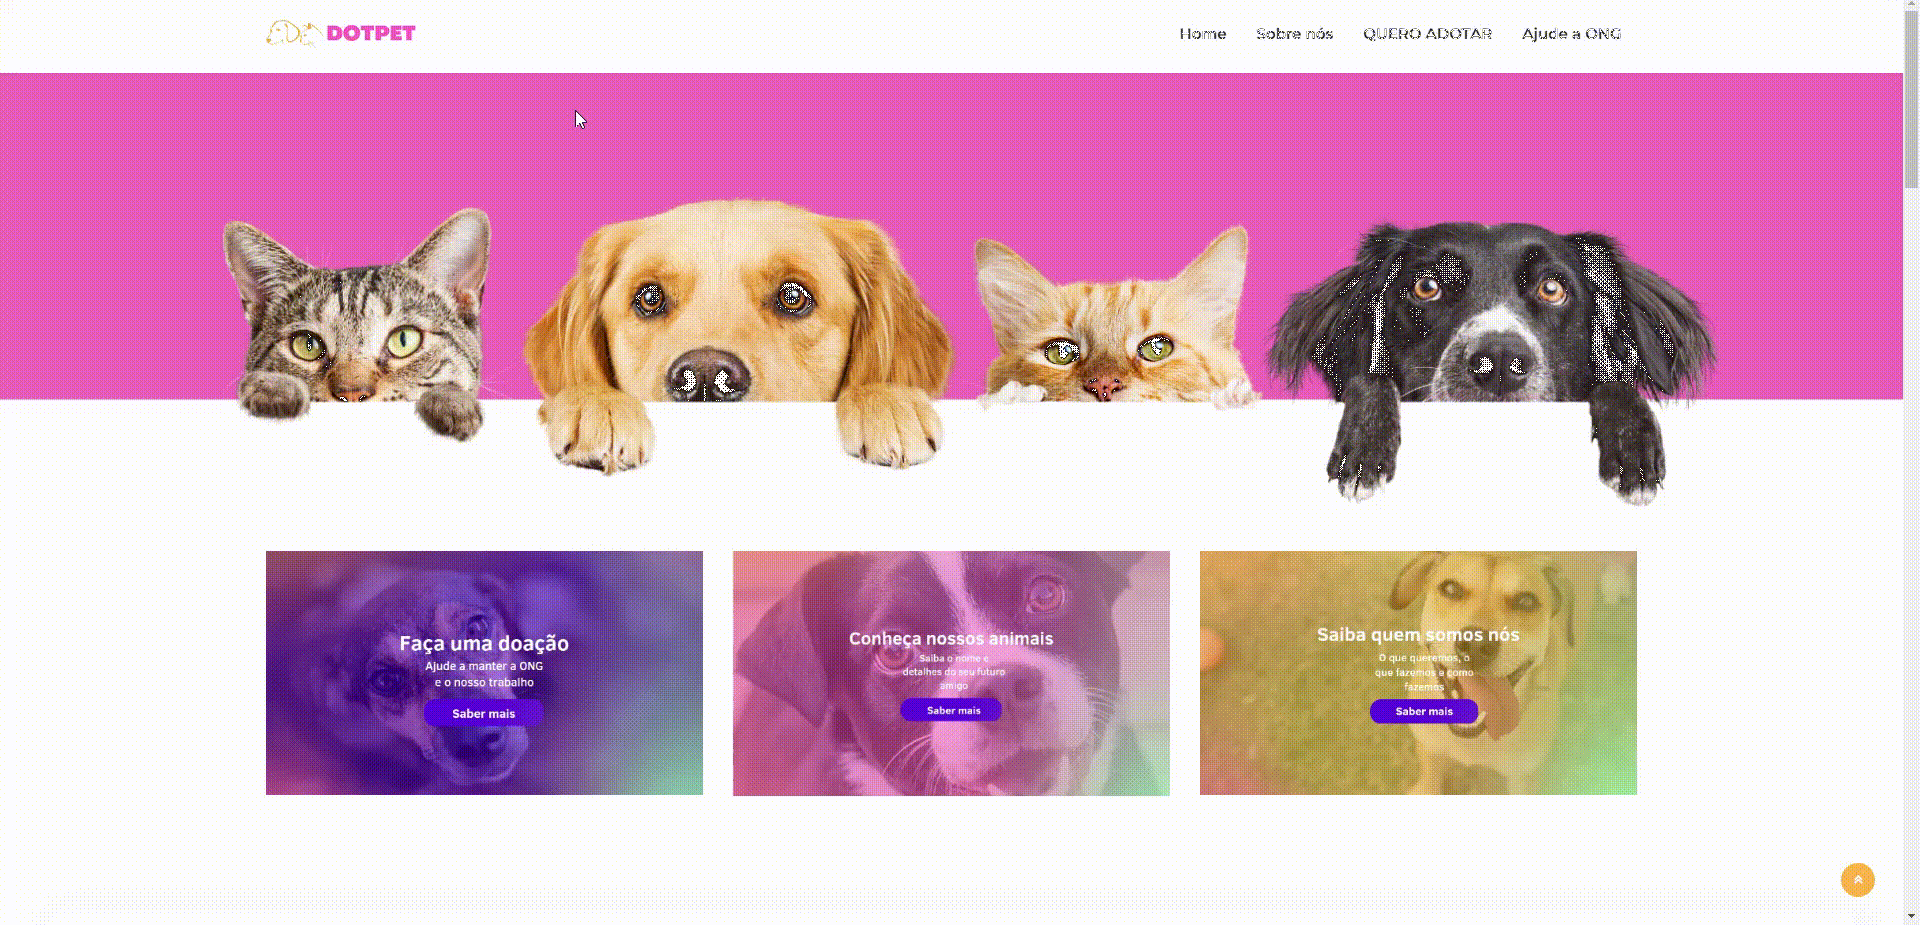 DOTPET
Home Sobre nós QUERO ADOTAR Ajude a ONG
Faça uma doação
Ajude a manter a ONG
e o nosso trabalho
Saber mais
Conheça nossos animais
Saiba o nome e
detalhes do seu futuro
amigo
Saber mais
Saiba quem somos nós
O que queremos, o
que fazemos e como
fazemos
Saber mais